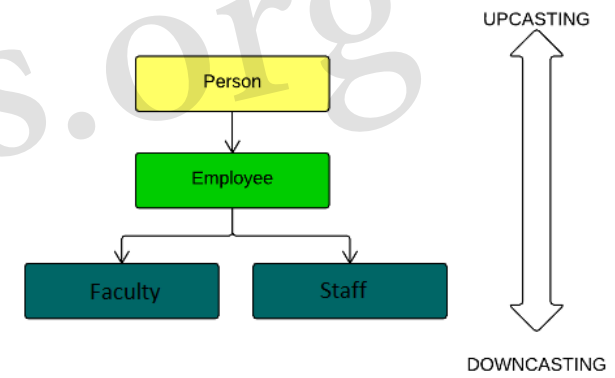 UPCASTING
s.org
Person
Employee
Faculty
Staff
DOWNCASTING